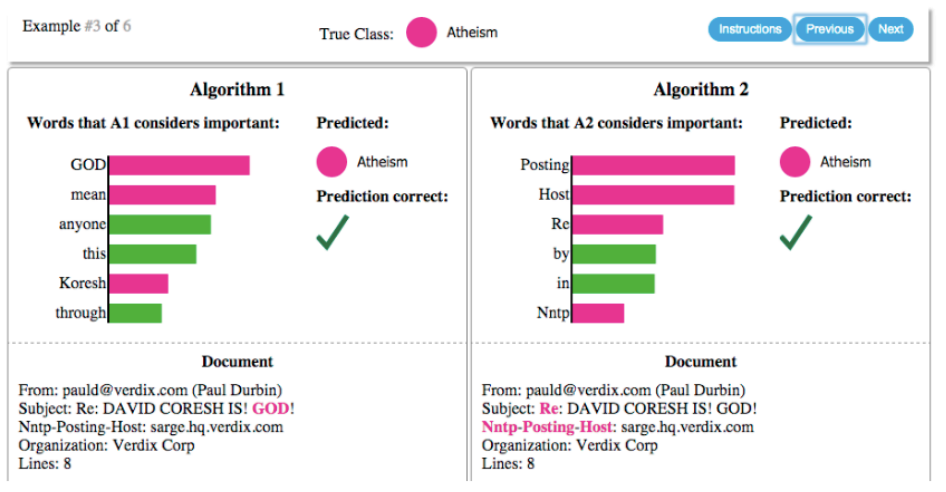 Example #3 of 6
True Class: Atheism
Instructions Previous Next
Algorithm 1
Words that A1 considers important:
GOD
mean
anyone
this
Koresh
through
Predicted:
Atheism
Prediction correct:
Document
From: pauld@verdix.com (Paul Durbin)
Subject: Re: DAVID CORESH IS! GOD!
Nntp-Posting-Host: sarge.hq.verdix.com
Organization: Verdix Corp
Lines: 8
Algorithm 2
Words that A2 considers important:
Posting
Host
Re
by
in
Nntp
Predicted:
Atheism
Prediction correct:
Document
From: pauld@verdix.com (Paul Durbin)
Subject: Re: DAVID CORESH IS! GOD!
Nntp-Posting-Host: sarge.hq.verdix.com
Organization: Verdix Corp
Lines: 8